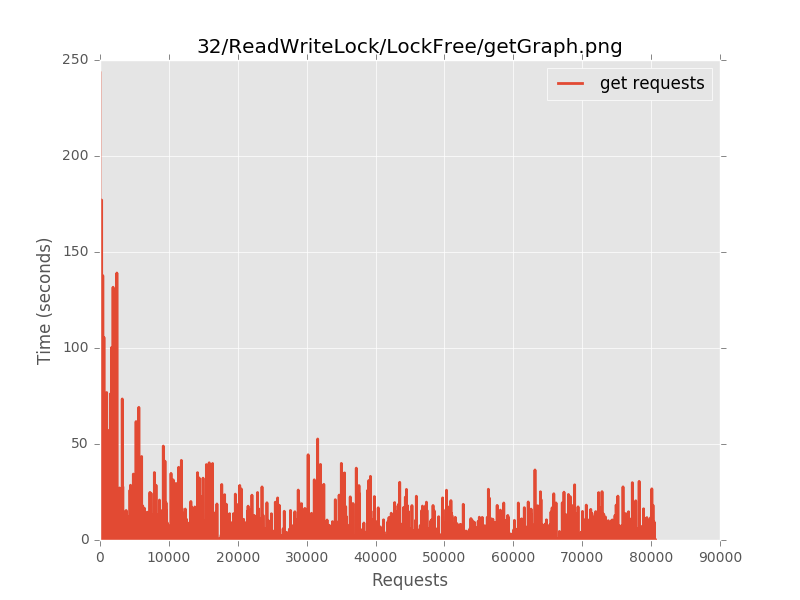 32/ReadWriteLock/LockFree/getGraph.png
get requests
250
200
150
100
50
0
Time (seconds)
0 10000 20000 30000 40000 50000 60000 70000 80000 90000
Requests